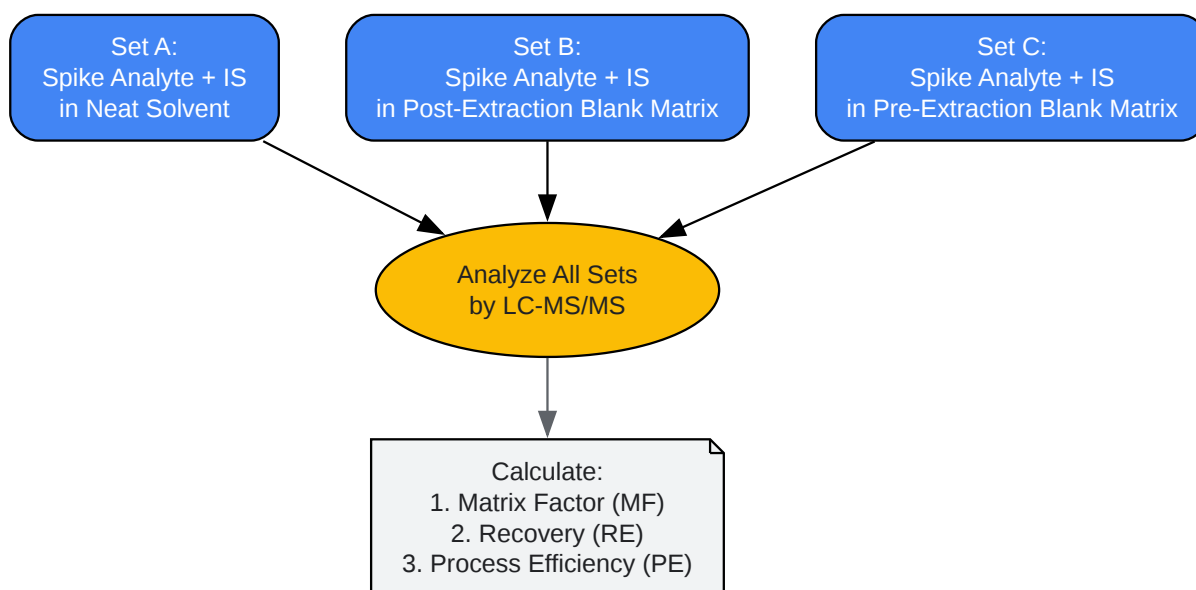 Set A:
Spike Analyte + IS
in Neat Solvent
Set B:
Spike Analyte + IS
in Post-Extraction Blank Matrix
Set C:
Spike Analyte + IS
in Pre-Extraction Blank Matrix
Analyze All Sets
by LC-MS/MS
Calculate:
1. Matrix Factor (MF)
2. Recovery (RE)
3. Process Efficiency (PE)